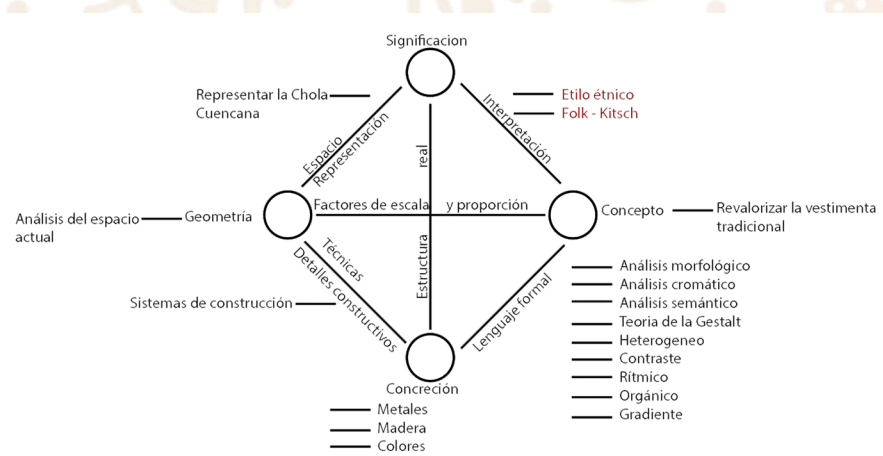 Significacion
Representar la Chola
Cuencana
Espacio
Representación
real
Interpretación
Etilo étnico
Folk - Kitsch
Análisis del espacio
actual
Geometría
Factores de escala y proporción
Concepto
Revalorizar la vestimenta
tradicional
Técnicas
Detalles constructivos
Estructura
Lenguaje formal
Sistemas de construcción
Análisis morfológico
Análisis cromático
Análisis semántico
Teoria de la Gestalt
Heterogeneo
Contraste
Rítmico
Orgánico
Gradiente
Concreción
Metales
Madera
Colores